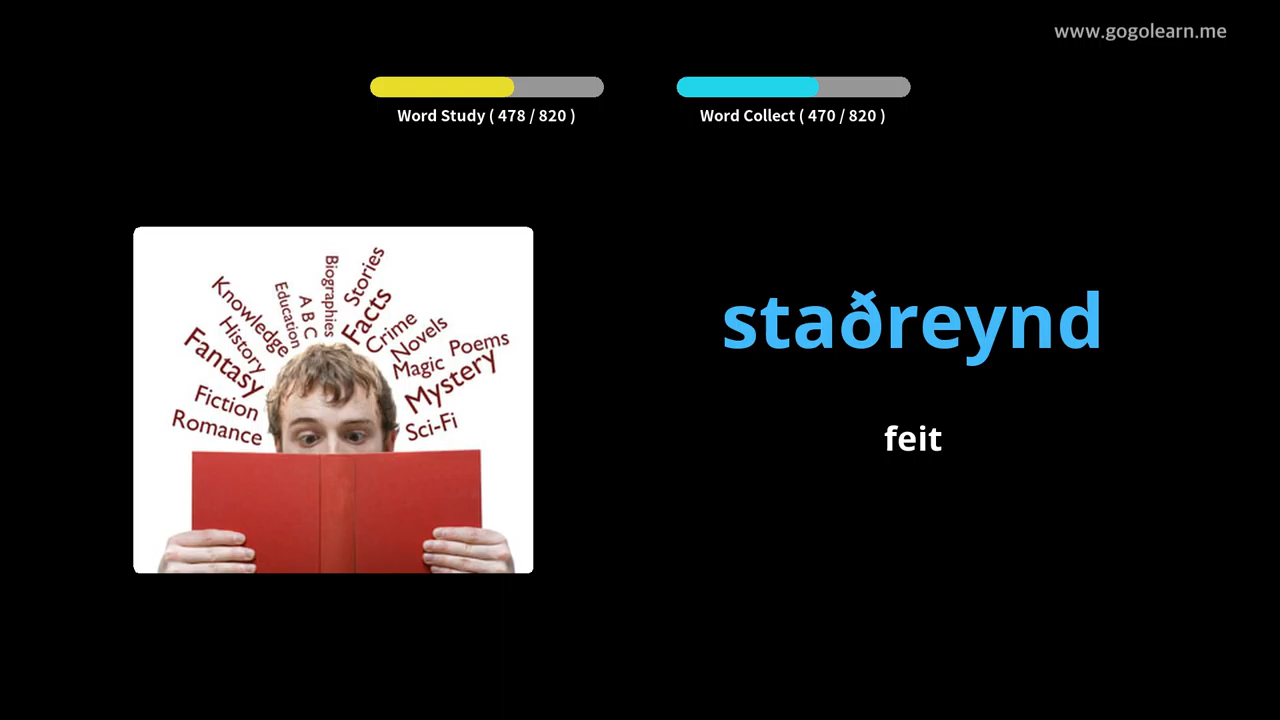 www.gogolearn.me
Word Study ( 478 / 820 )
Word Collect ( 470 / 820 )
Biographies
Stories
Education
A B C
Facts
Knowledge
Crime
History
Novels
Fantasy
Magic
Poems
Fiction
Mystery
Romance
Sci-Fi
staðreynd
feit